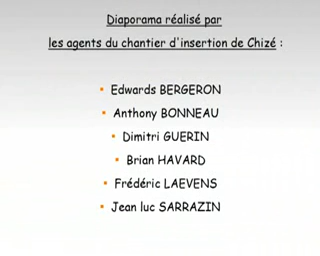 Diaporama réalisé par
les agents du chantier d'insertion de Chizé :
▪ Edwards BERGERON
▪ Anthony BONNEAU
▪ Dimitri GUERIN
▪ Brian HAVARD
▪ Frédéric LAEVENS
▪ Jean luc SARRAZIN